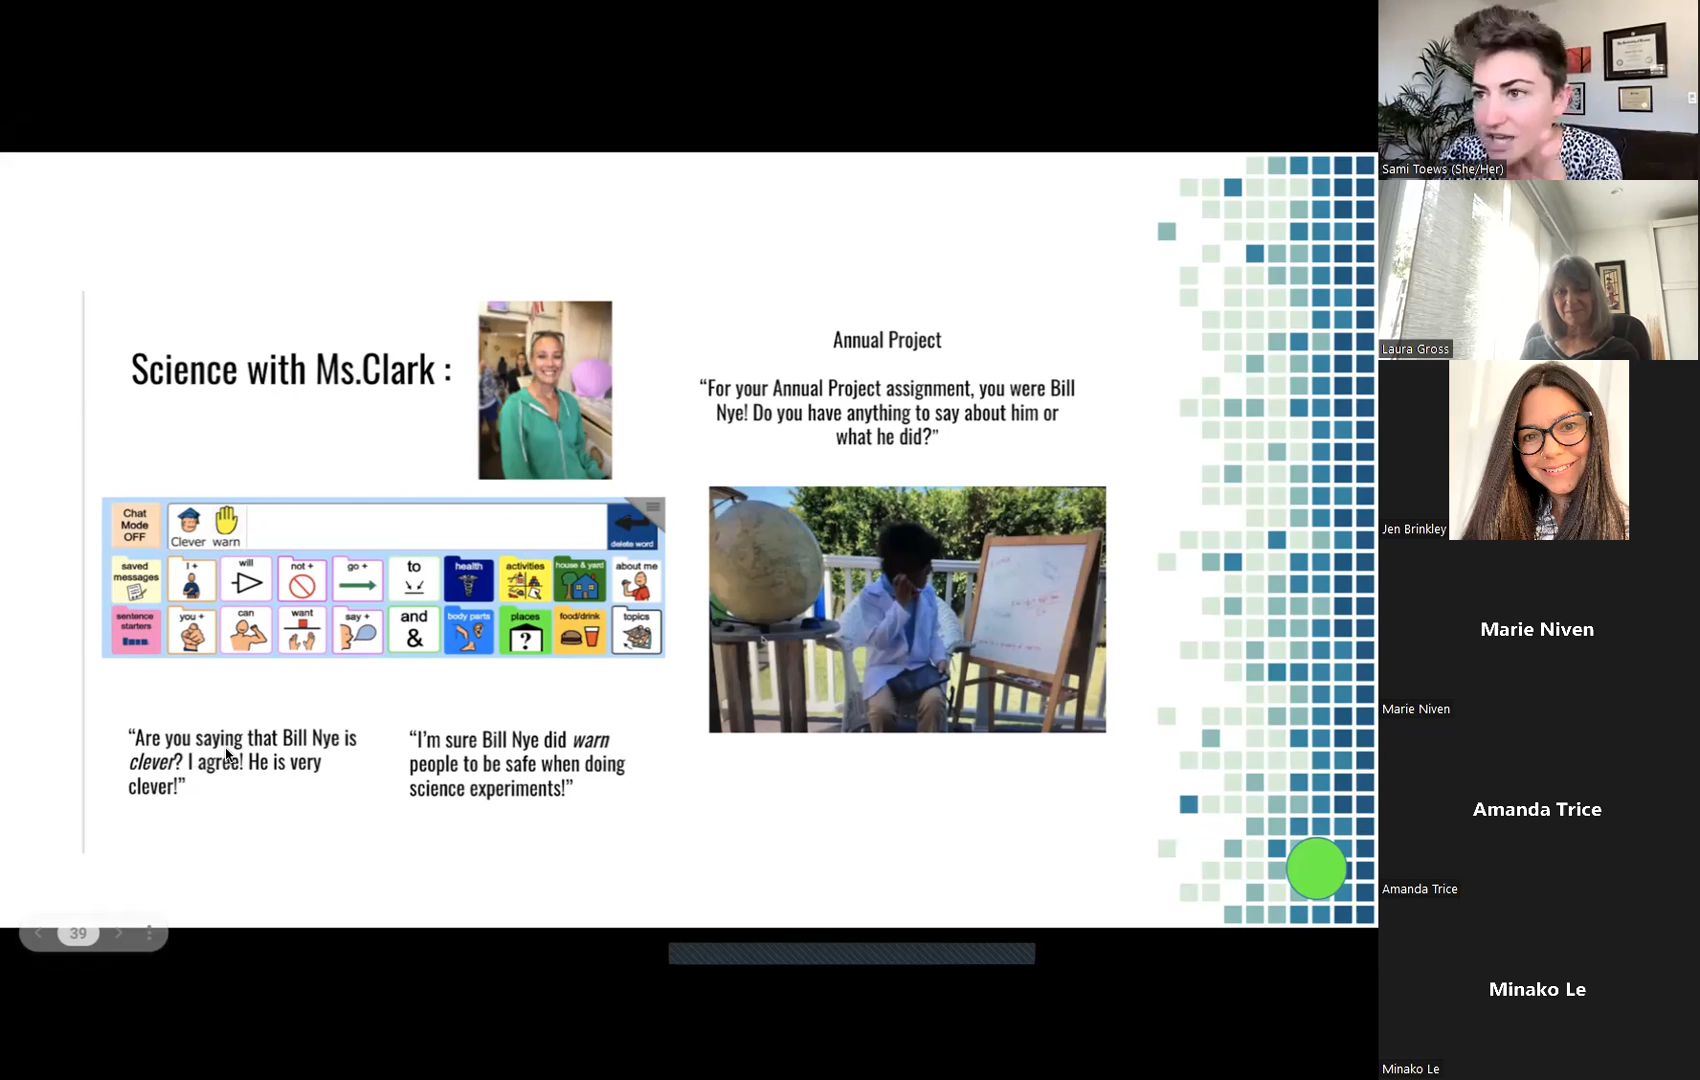 Science with Ms.Clark :
Annual Project
“For your Annual Project assignment, you were Bill
Nye! Do you have anything to say about him or
what he did?”
Chat
Mode
OFF
Clever warn
delete word
saved
messages
I +
will
not +
go +
to
health
activities
house & yard
about me
sentence
starters
you +
can
want
say +
and
&
body parts
places
?
food/drink
topics
“Are you saying that Bill Nye is
clever? I agree! He is very
clever!”
“I'm sure Bill Nye did warn
people to be safe when doing
science experiments!”
39
Sami Toews (She/Her)
Laura Gross
Jen Brinkley
Marie Niven
Marie Niven
Amanda Trice
Amanda Trice
Minako Le
Minako Le